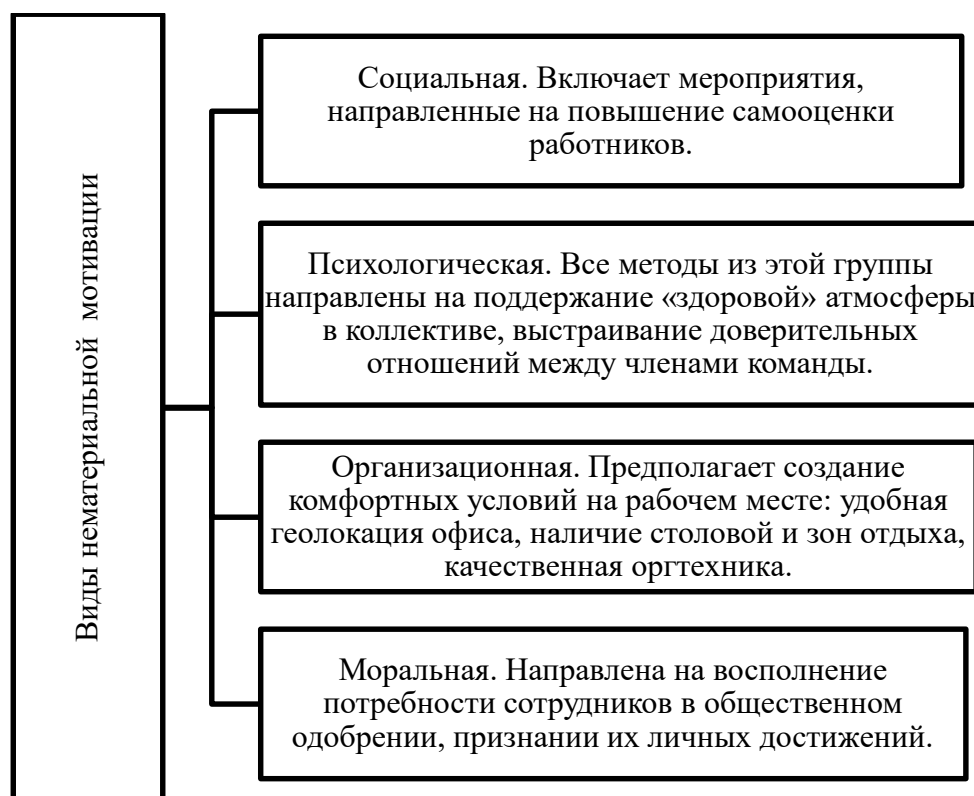 Виды нематериальной мотивации
Социальная. Включает мероприятия,
направленные на повышение самооценки
работников.
Психологическая. Все методы из этой группы
направлены на поддержание «здоровой» атмосферы
в коллективе, выстраивание доверительных
отношений между членами команды.
Организационная. Предполагает создание
комфортных условий на рабочем месте: удобная
геолокация офиса, наличие столовой и зон отдыха,
качественная оргтехника.
Моральная. Направлена на восполнение
потребности сотрудников в общественном
одобрении, признании их личных достижений.